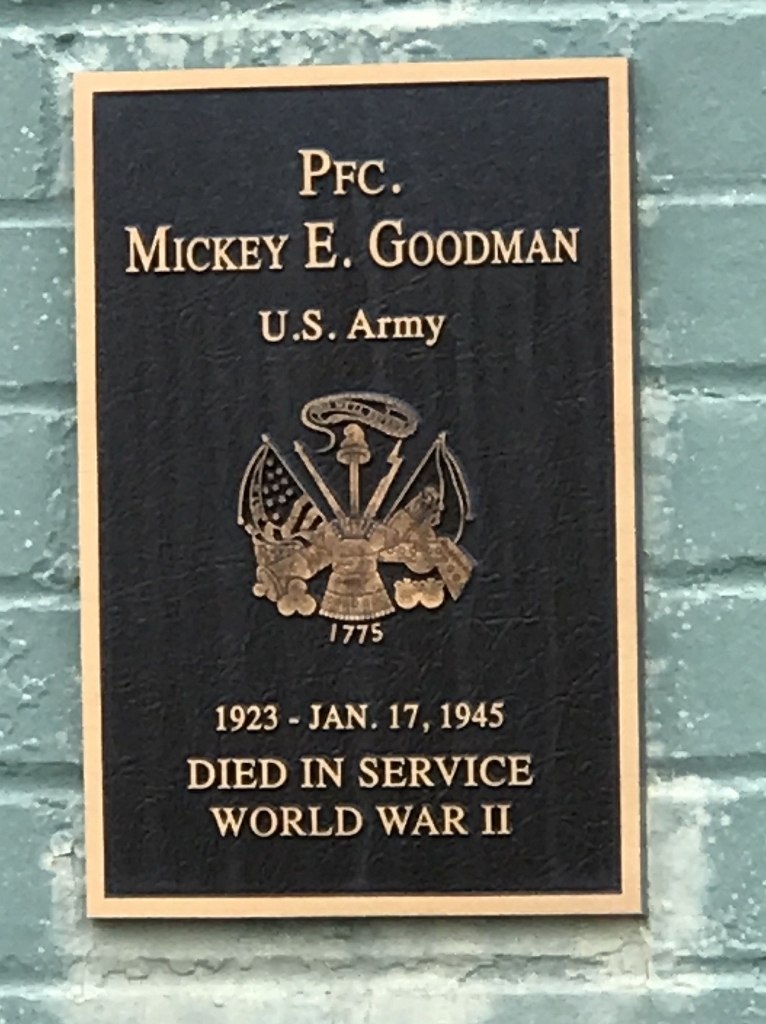 PFC.
MICKEY E. GOODMAN
U.S. Army
1775
1923 - JAN. 17, 1945
DIED IN SERVICE
WORLD WAR II